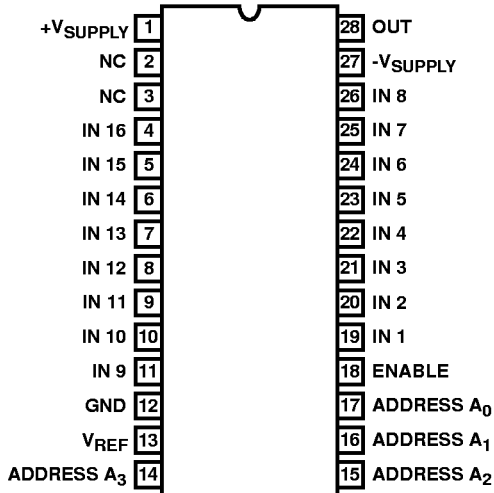 +VSUPPLY 1 28 OUT
NC 2 27 -VSUPPLY
NC 3 26 IN 8
IN 16 4 25 IN 7
IN 15 5 24 IN 6
IN 14 6 23 IN 5
IN 13 7 22 IN 4
IN 12 8 21 IN 3
IN 11 9 20 IN 2
IN 10 10 19 IN 1
IN 9 11 18 ENABLE
GND 12 17 ADDRESS A0
VREF 13 16 ADDRESS A1
ADDRESS A3 14 15 ADDRESS A2